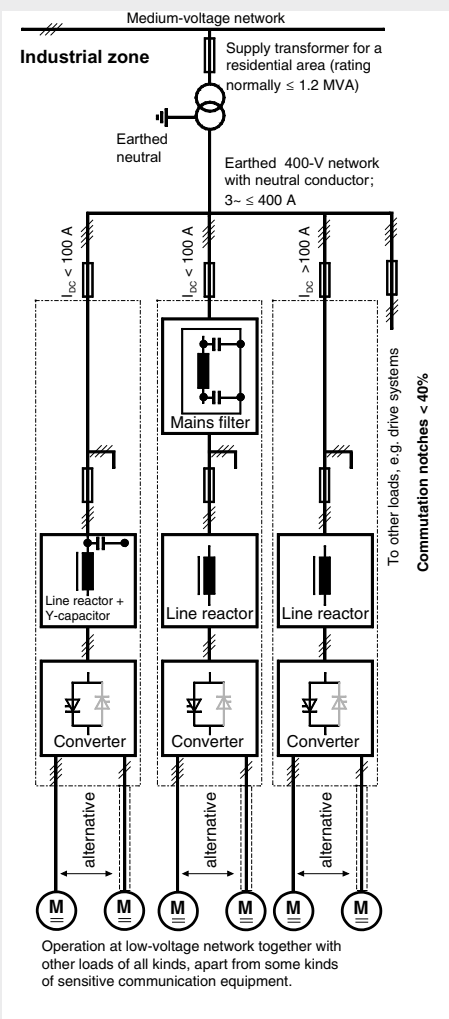 Medium-voltage network
Industrial zone
Supply transformer for a
residential area (rating
normally ≤ 1.2 MVA)
Earthed
neutral
Earthed 400-V network
with neutral conductor;
3~ ≤ 400 A
I_DC < 100 A
I_DC < 100 A
I_DC >100 A
To other loads, e.g. drive systems
Commutation notches < 40%
Mains filter
Line reactor +
Y-capacitor
Line reactor
Line reactor
Converter
Converter
Converter
alternative
alternative
alternative
M
M
M
M
M
M
Operation at low-voltage network together with
other loads of all kinds, apart from some kinds
of sensitive communication equipment.